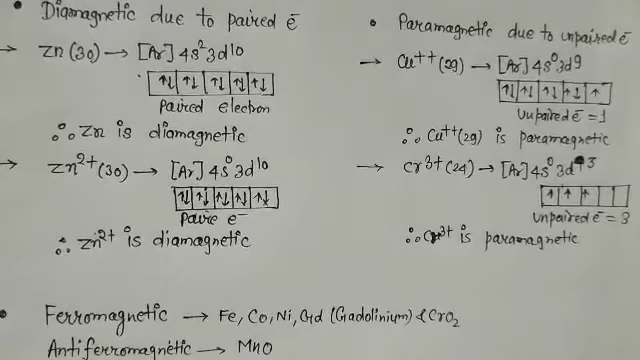 • Diamagnetic due to paired e̅
→ Zn(30) → [Ar] 4s² 3d¹⁰
↑↓ ↑↓ ↑↓ ↑↓ ↑↓
Paired electron
∴ Zn is diamagnetic
→ Zn²⁺(30) → [Ar] 4s⁰ 3d¹⁰
↑↓ ↑↓ ↑↓ ↑↓ ↑↓
Paire e⁻
∴ Zn²⁺ is diamagnetic
• Paramagnetic due to unpaired e̅
→ Cu⁺⁺(29) → [Ar] 4s⁰ 3d⁹
↑↓ ↑↓ ↑↓ ↑↓ ↑
Unpaired e̅ = 1
∴ Cu⁺⁺(29) is paramagnetic
→ Cr³⁺(24) → [Ar] 4s⁰ 3d³
↑ ↑ ↑
Unpaired e̅ = 3
∴ Cr³⁺ is paramagnetic
• Ferromagnetic → Fe, Co, Ni, Gd (Gadolinium) & CrO₂
Antiferromagnetic → MnO